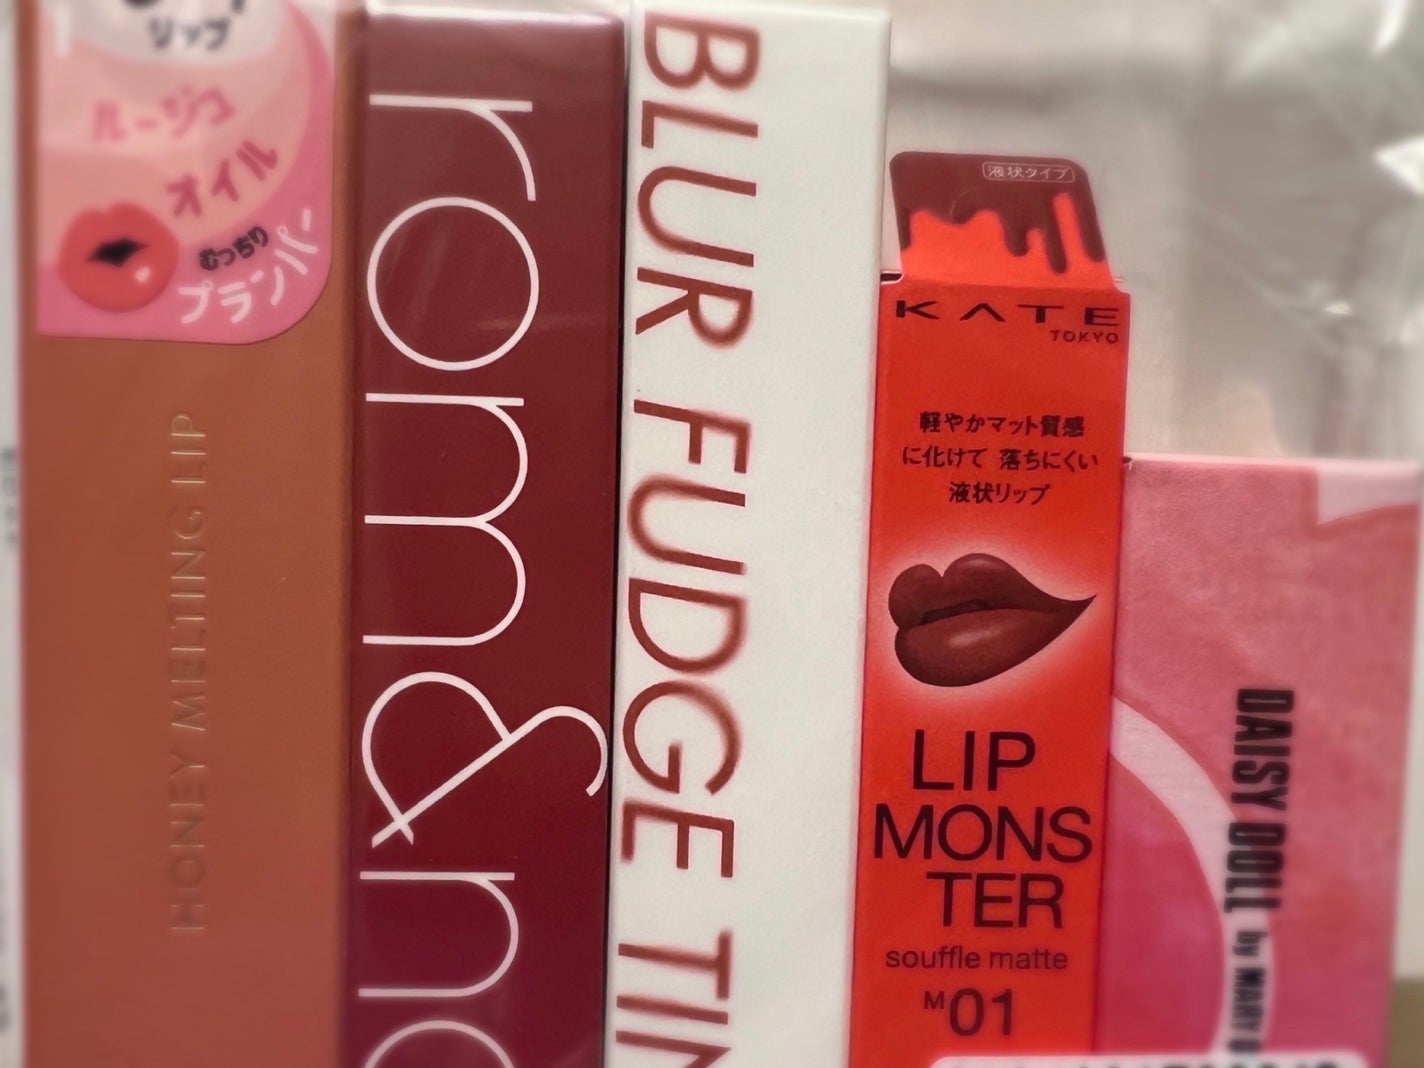 リップ
ルージュ
オイル
むっちり
プランパー
HONEY MELTING LIP
rom&n
BLUR FUDGE TIN
液状タイプ
KATE
TOKYO
軽やかマット質感
に化けて 落ちにくい
液状リップ
LIP
MONS
TER
souffle matte
M01
DAISY DOLL by MARY